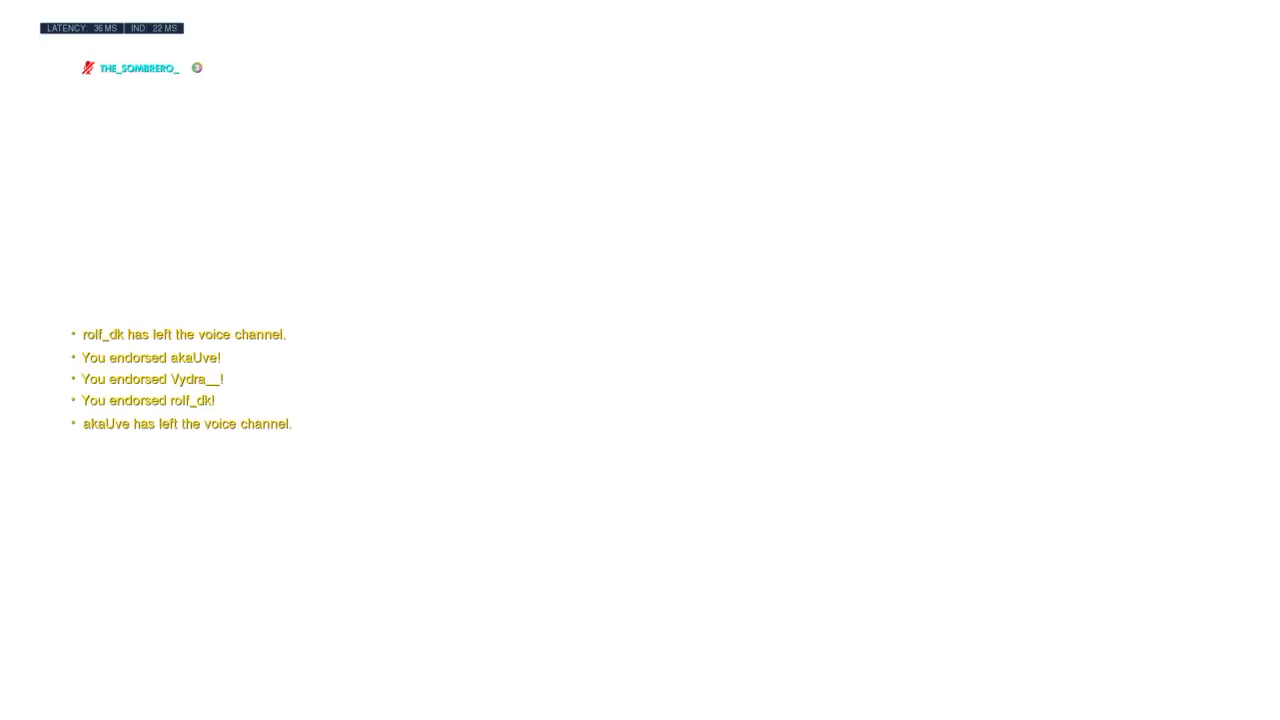 LATENCY: 36 MS | IND: 22 MS
THE_SOMBRERO_ 3
• rolf_dk has left the voice channel.
• You endorsed akaUve!
• You endorsed Vydra__!
• You endorsed rolf_dk!
• akaUve has left the voice channel.